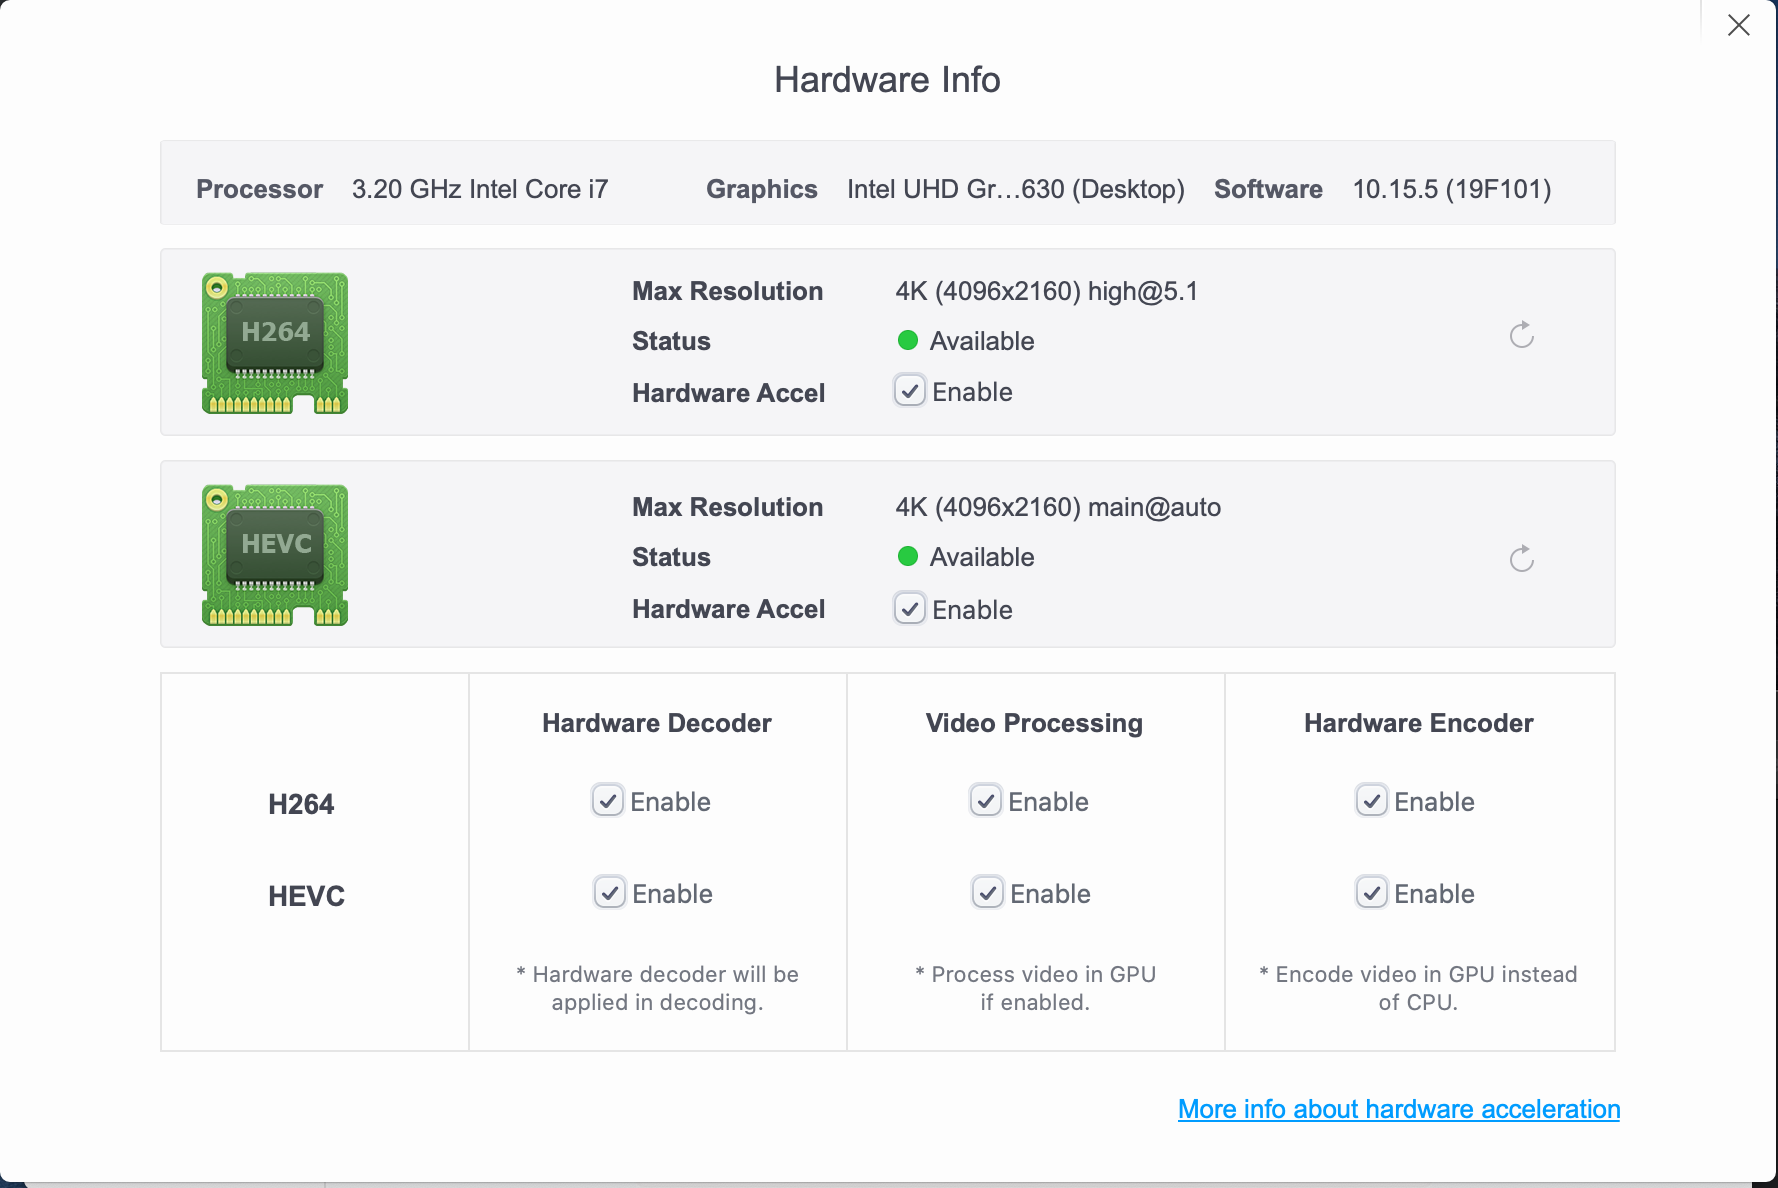 Hardware Info
Processor 3.20 GHz Intel Core i7 Graphics Intel UHD Gr...630 (Desktop) Software 10.15.5 (19F101)
H264
Max Resolution 4K (4096x2160) high@5.1
Status Available
Hardware Accel Enable
HEVC
Max Resolution 4K (4096x2160) main@auto
Status Available
Hardware Accel Enable
Hardware Decoder Video Processing Hardware Encoder
H264 Enable Enable Enable
HEVC Enable Enable Enable
* Hardware decoder will be * Process video in GPU * Encode video in GPU instead
applied in decoding. if enabled. of CPU.
More info about hardware acceleration